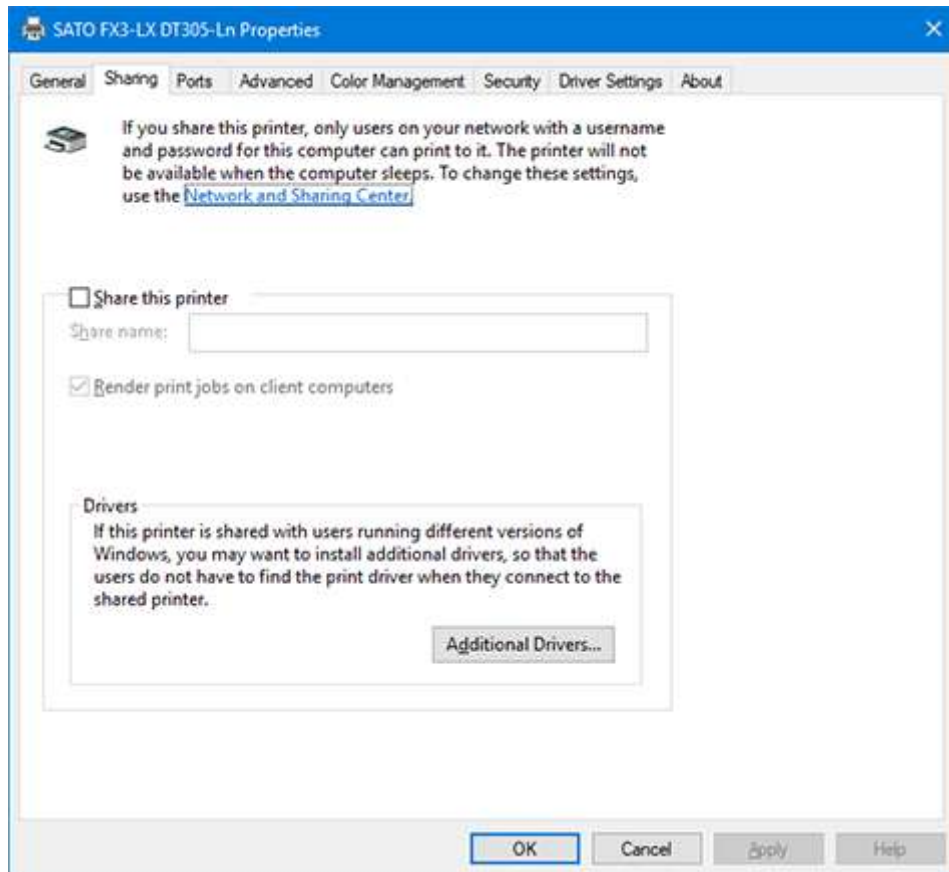 SATO FX3-LX DT305-Ln Properties
General Sharing Ports Advanced Color Management Security Driver Settings About
If you share this printer, only users on your network with a username
and password for this computer can print to it. The printer will not
be available when the computer sleeps. To change these settings,
use the Network and Sharing Center.
Share this printer
Share name:
Render print jobs on client computers
Drivers
If this printer is shared with users running different versions of
Windows, you may want to install additional drivers, so that the
users do not have to find the print driver when they connect to the
shared printer.
Additional Drivers...
OK Cancel Apply Help